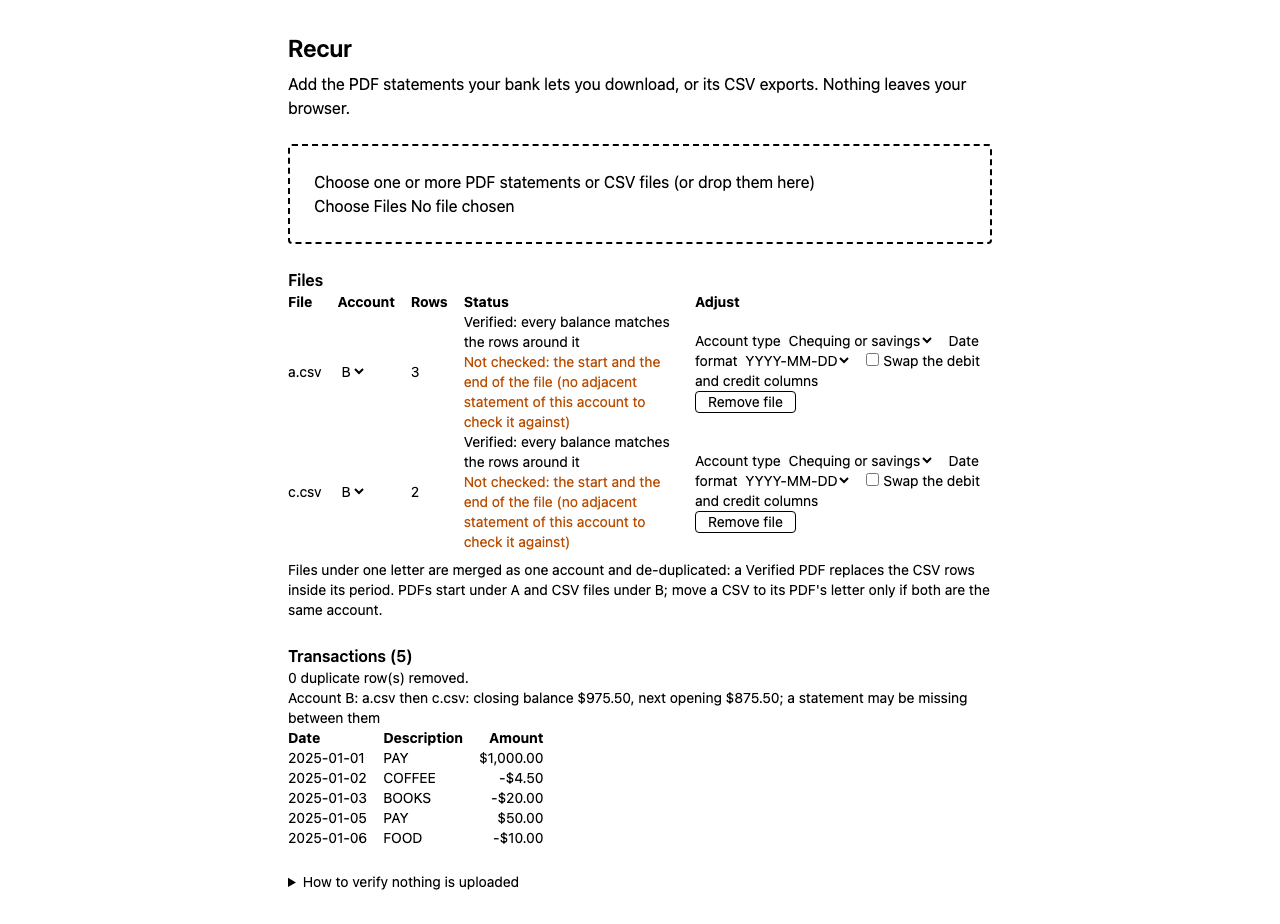 Recur
Add the PDF statements your bank lets you download, or its CSV exports. Nothing leaves your
browser.
Choose one or more PDF statements or CSV files (or drop them here)
Choose Files No file chosen
Files
File Account Rows Status Adjust
a.csv B 3
Verified: every balance matches
the rows around it
Not checked: the start and the
end of the file (no adjacent
statement of this account to
check it against)
Account type Chequing or savings Date
format YYYY-MM-DD Swap the debit
and credit columns
Remove file
c.csv B 2
Verified: every balance matches
the rows around it
Not checked: the start and the
end of the file (no adjacent
statement of this account to
check it against)
Account type Chequing or savings Date
format YYYY-MM-DD Swap the debit
and credit columns
Remove file
Files under one letter are merged as one account and de-duplicated: a Verified PDF replaces the CSV rows
inside its period. PDFs start under A and CSV files under B; move a CSV to its PDF's letter only if both are the
same account.
Transactions (5)
0 duplicate row(s) removed.
Account B: a.csv then c.csv: closing balance $975.50, next opening $875.50; a statement may be missing
between them
Date Description Amount
2025-01-01 PAY $1,000.00
2025-01-02 COFFEE -$4.50
2025-01-03 BOOKS -$20.00
2025-01-05 PAY $50.00
2025-01-06 FOOD -$10.00
How to verify nothing is uploaded